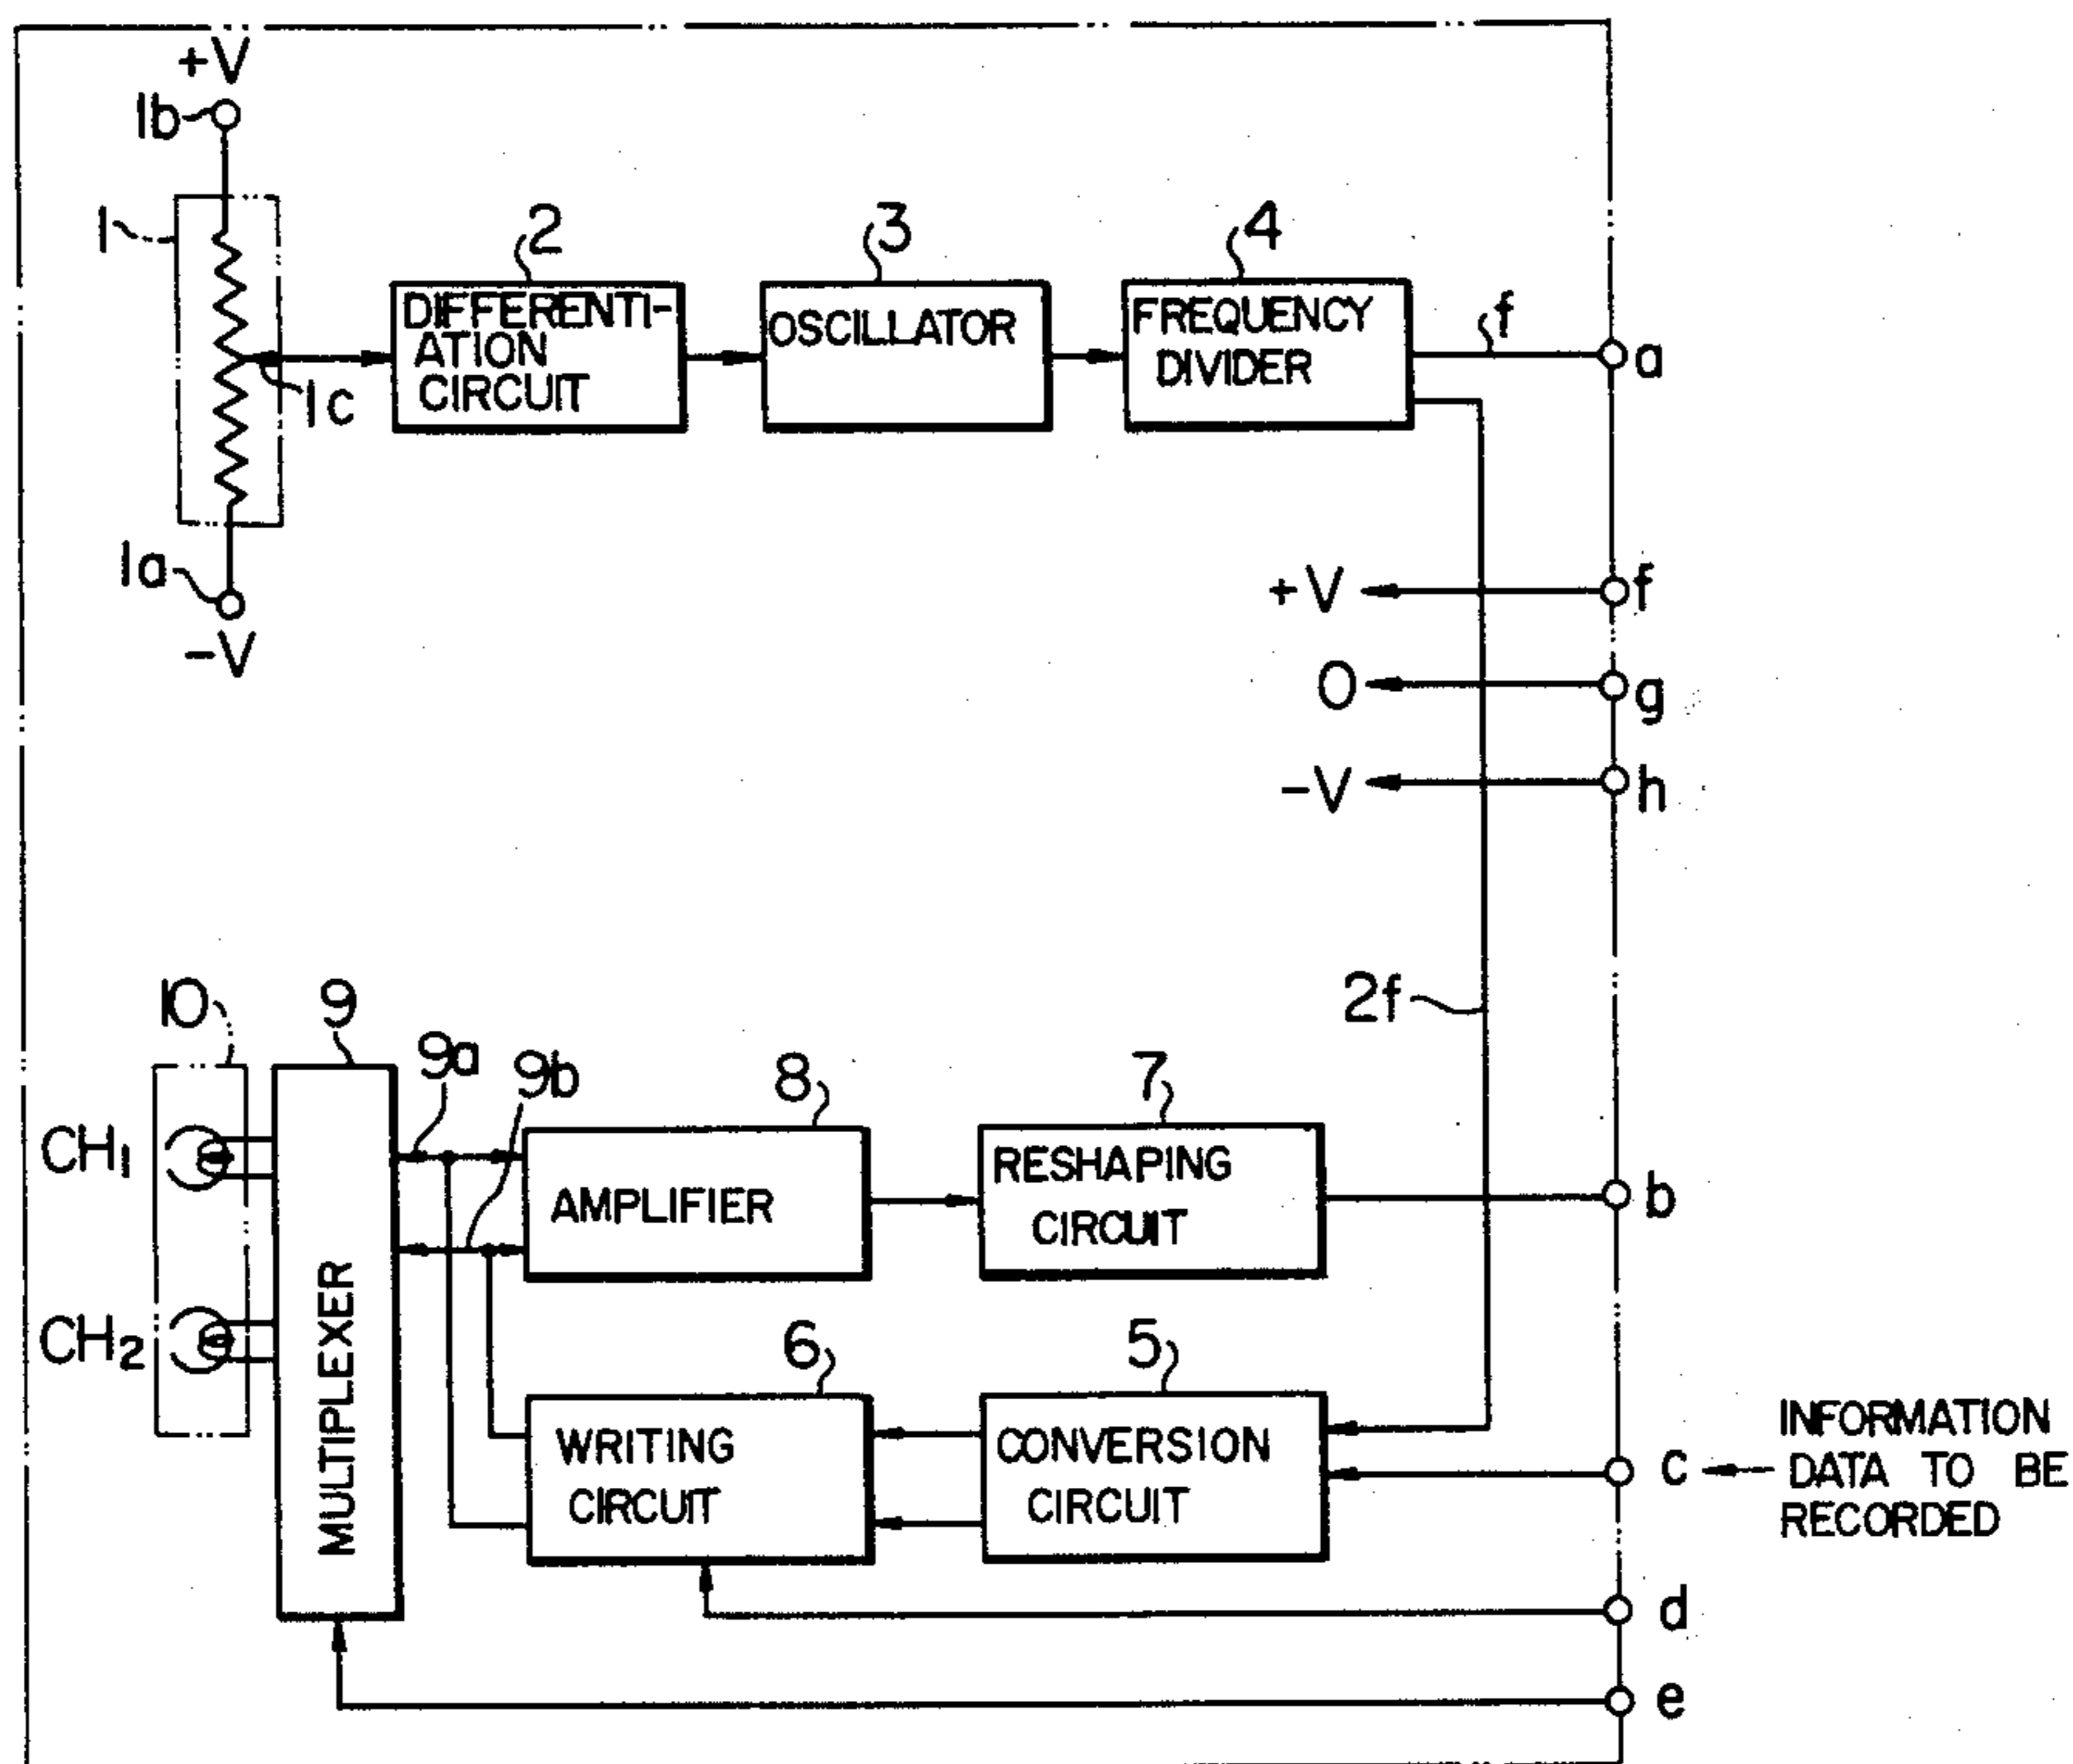 +V
1b
1
1c
1a
-V
2
DIFFERENTI-
ATION
CIRCUIT
3
OSCILLATOR
4
FREQUENCY
DIVIDER
f
a
+V
f
O
g
-V
h
2f
10
9
9a
9b
8
7
CH1
CH2
MULTIPLEXER
AMPLIFIER
RESHAPING
CIRCUIT
b
6
5
WRITING
CIRCUIT
CONVERSION
CIRCUIT
c
INFORMATION
DATA TO BE
RECORDED
d
e